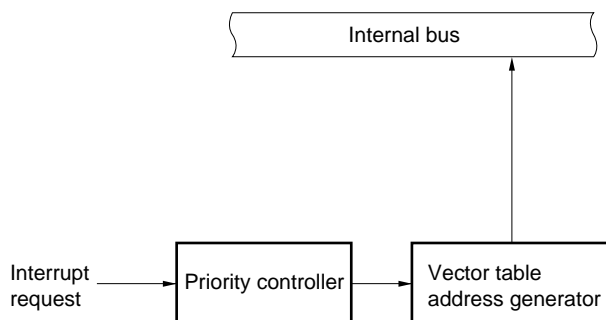 Internal bus
Interrupt
request
Priority controller
Vector table
address generator